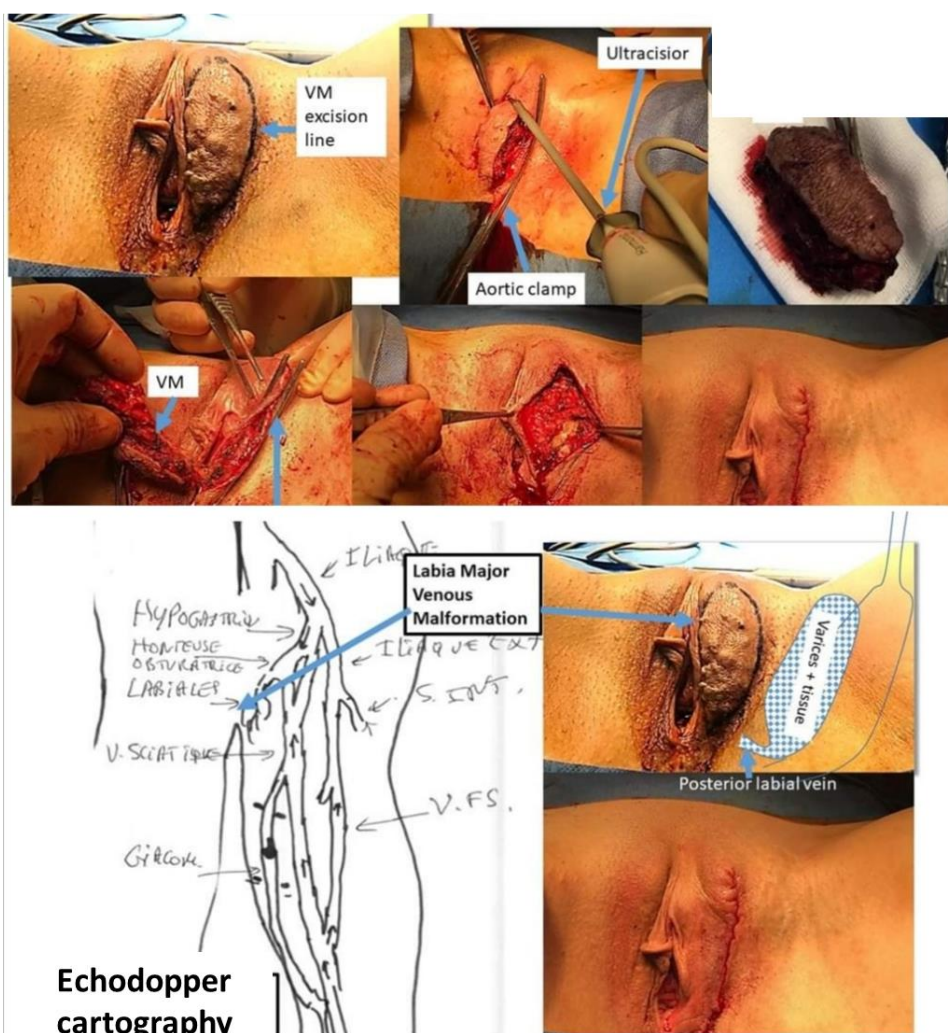 VM
excision
line
Ultracisior
Aortic clamp
VM
ILIAQUE
Labia Major
Venous
Malformation
HYPOGASTRIQ
HONTEUSE
OBTURATRICE
LABIALES
ILIAQUE EXT
S. INT.
V. SCIATIQUE
V. FS.
GIACOM.
Varices + tissue
Posterior labial vein
Echodopper
cartography